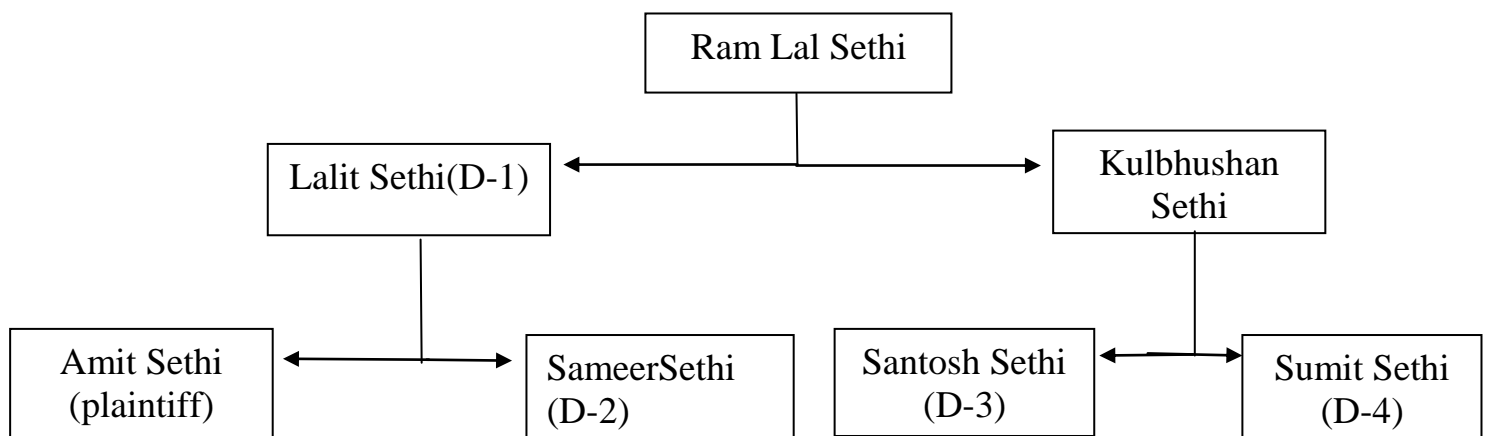 Ram Lal Sethi
Lalit Sethi(D-1)
Kulbhushan
Sethi
Amit Sethi
(plaintiff)
SameerSethi
(D-2)
Santosh Sethi
(D-3)
Sumit Sethi
(D-4)